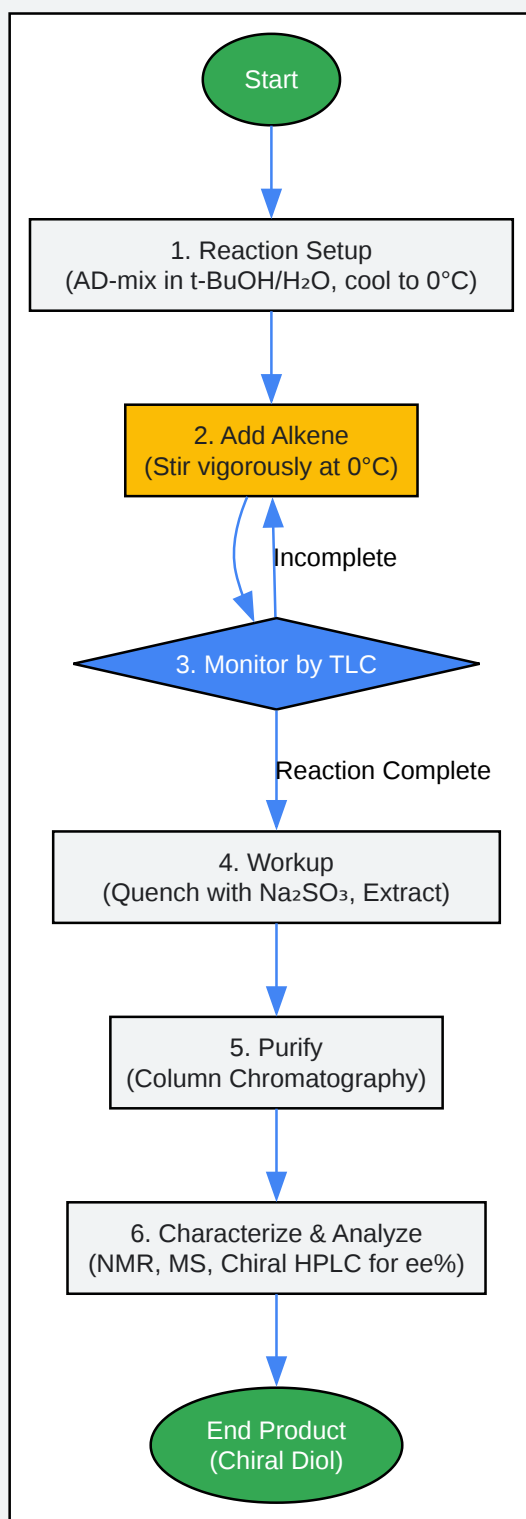 Start
1. Reaction Setup
(AD-mix in t-BuOH/H₂O, cool to 0°C)
2. Add Alkene
(Stir vigorously at 0°C)
Incomplete
3. Monitor by TLC
Reaction Complete
4. Workup
(Quench with Na₂SO₃, Extract)
5. Purify
(Column Chromatography)
6. Characterize & Analyze
(NMR, MS, Chiral HPLC for ee%)
End Product
(Chiral Diol)